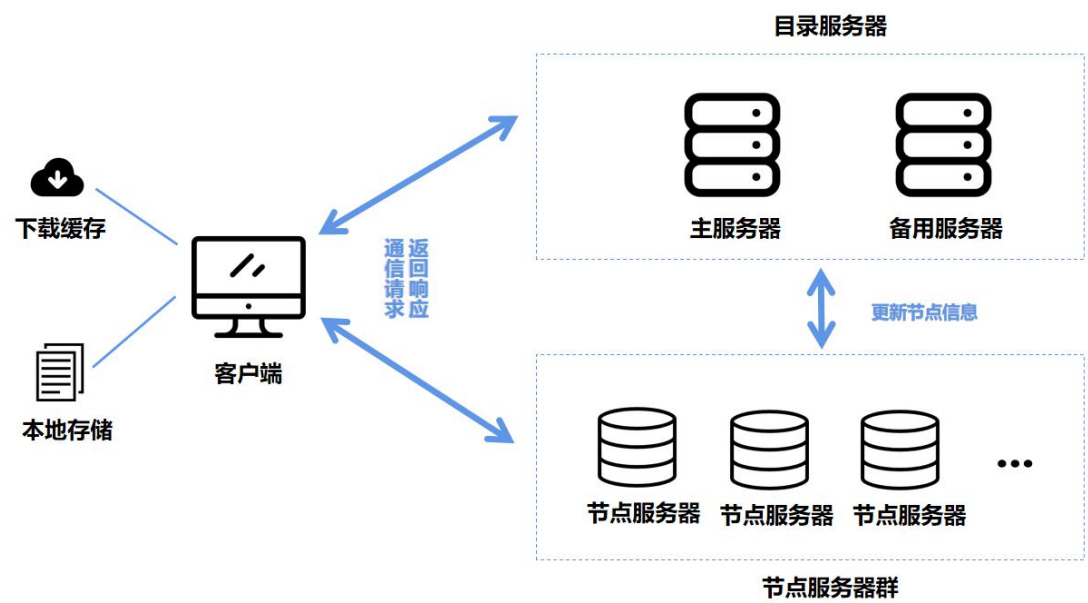 目录服务器
主服务器
备用服务器
下载缓存
通信请求
返回响应
更新节点信息
客户端
本地存储
节点服务器
节点服务器
节点服务器
...
节点服务器群